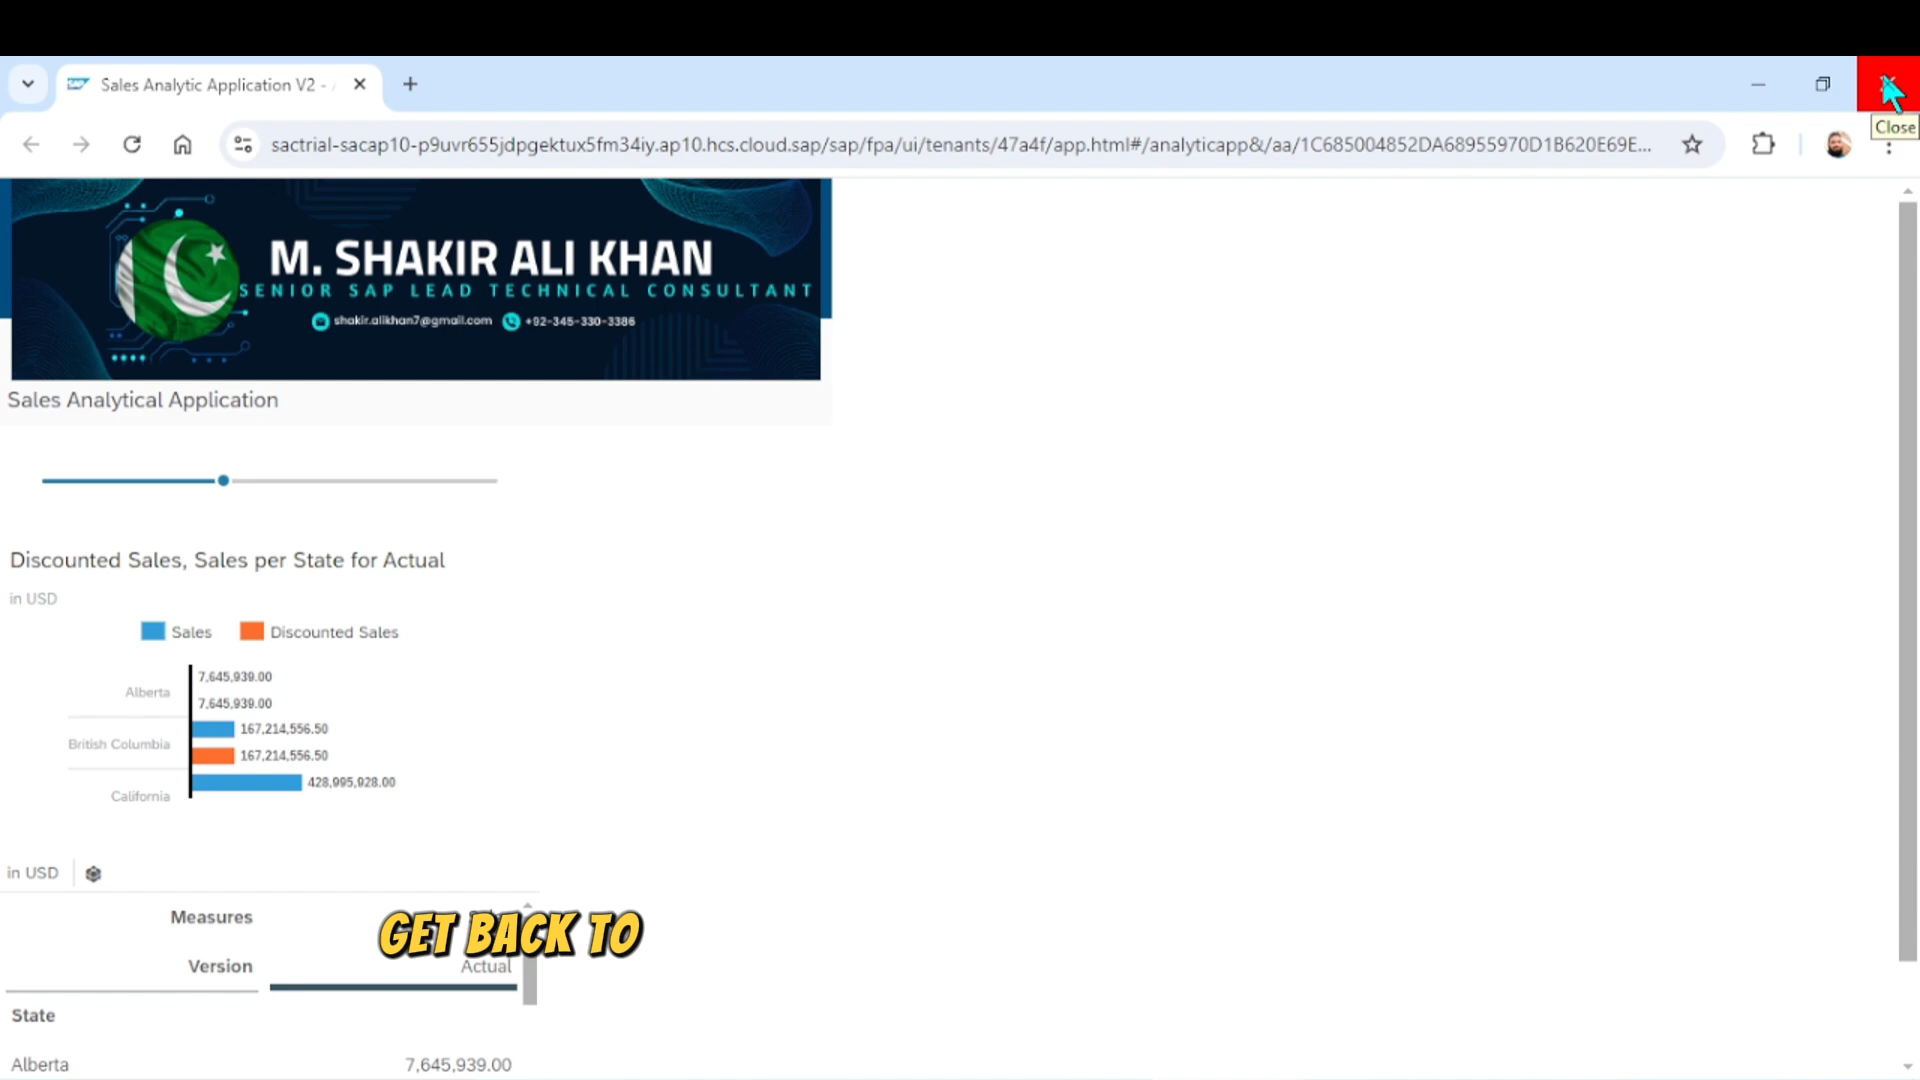 Sales Analytic Application V2 -
sactrial-sacap10-p9uvr655jdpgektux5fm34iy.ap10.hcs.cloud.sap/sap/fpa/ui/tenants/47a4f/app.html#/analyticapp&/aa/1C685004852DA68955970D1B620E69E...
Close
M. SHAKIR ALI KHAN
SENIOR SAP LEAD TECHNICAL CONSULTANT
shakir.alikhan7@gmail.com +92-345-330-3386
Sales Analytical Application
Discounted Sales, Sales per State for Actual
in USD
Sales Discounted Sales
Alberta 7,645,939.00
7,645,939.00
British Columbia 167,214,556.50
167,214,556.50
California 428,995,928.00
in USD
Measures
GET BACK TO
Version Actual
State
Alberta 7,645,939.00